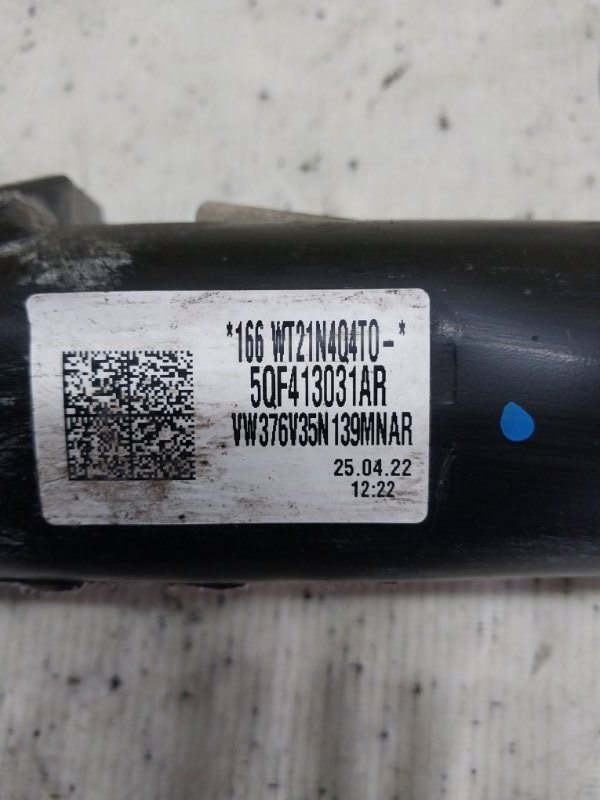 *166 WT21N4Q4TO-*
5QF413031AR
VW376V35N139MNAR
25.04.22
12:22